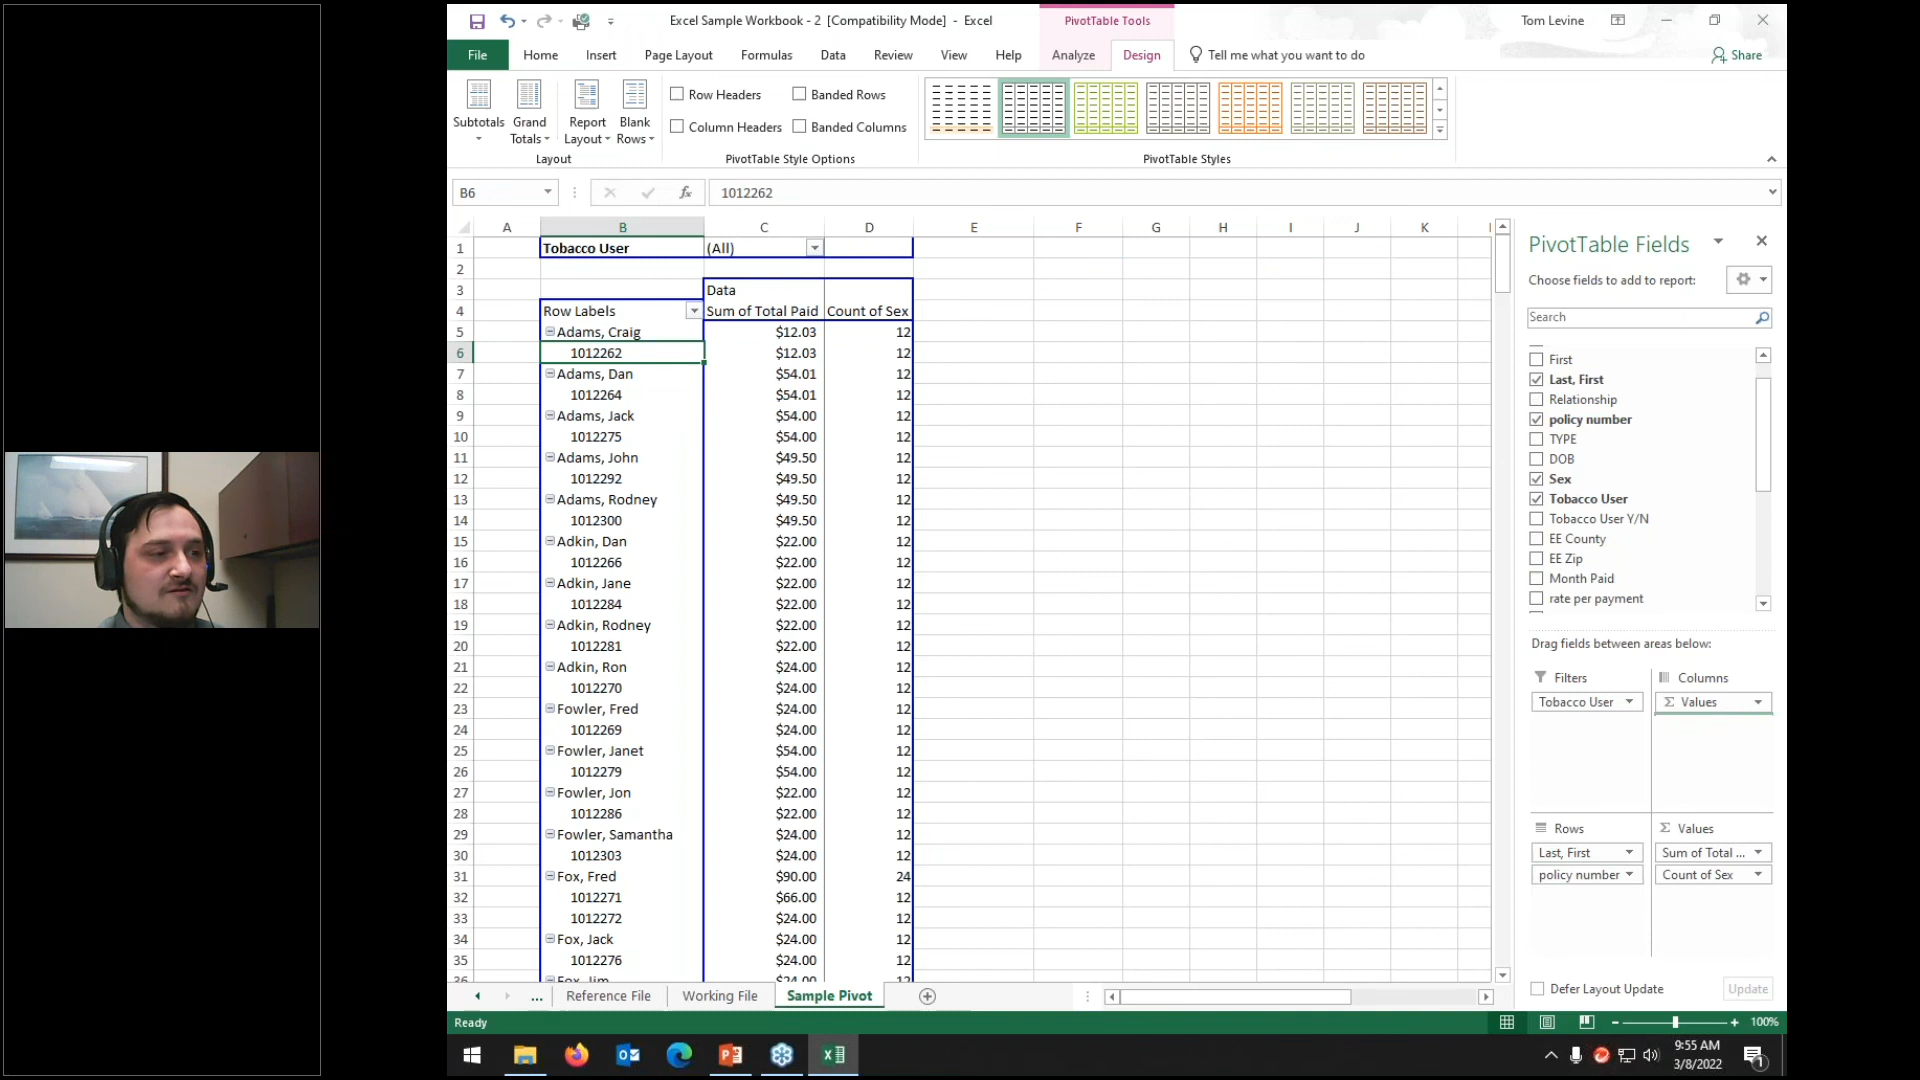 Excel Sample Workbook - 2 [Compatibility Mode] - Excel
PivotTable Tools
Tom Levine
File Home Insert Page Layout Formulas Data Review View Help Analyze Design Tell me what you want to do Share
Subtotals
Grand Totals
Report Layout
Blank Rows
Layout
Row Headers
Banded Rows
Column Headers
Banded Columns
PivotTable Style Options
PivotTable Styles
B6
fx
1012262
A B C D E F G H I J K
1 Tobacco User (All)
2
3 Data
4 Row Labels Sum of Total Paid Count of Sex
5 Adams, Craig $12.03 12
6 1012262 $12.03 12
7 Adams, Dan $54.01 12
8 1012264 $54.01 12
9 Adams, Jack $54.00 12
10 1012275 $54.00 12
11 Adams, John $49.50 12
12 1012292 $49.50 12
13 Adams, Rodney $49.50 12
14 1012300 $49.50 12
15 Adkin, Dan $22.00 12
16 1012266 $22.00 12
17 Adkin, Jane $22.00 12
18 1012284 $22.00 12
19 Adkin, Rodney $22.00 12
20 1012281 $22.00 12
21 Adkin, Ron $24.00 12
22 1012270 $24.00 12
23 Fowler, Fred $24.00 12
24 1012269 $24.00 12
25 Fowler, Janet $54.00 12
26 1012279 $54.00 12
27 Fowler, Jon $22.00 12
28 1012286 $22.00 12
29 Fowler, Samantha $24.00 12
30 1012303 $24.00 12
31 Fox, Fred $90.00 24
32 1012271 $66.00 12
33 1012272 $24.00 12
34 Fox, Jack $24.00 12
35 1012276 $24.00 12
36 Fox, Jim $24.00 12
PivotTable Fields
Choose fields to add to report:
Search
First
Last, First
Relationship
policy number
TYPE
DOB
Sex
Tobacco User
Tobacco User Y/N
EE County
EE Zip
Month Paid
rate per payment
Drag fields between areas below:
Filters
Columns
Tobacco User
Σ Values
Rows
Σ Values
Last, First
Sum of Total ...
policy number
Count of Sex
Defer Layout Update
Update
... Reference File Working File Sample Pivot
Ready
100%
9:55 AM
3/8/2022
1